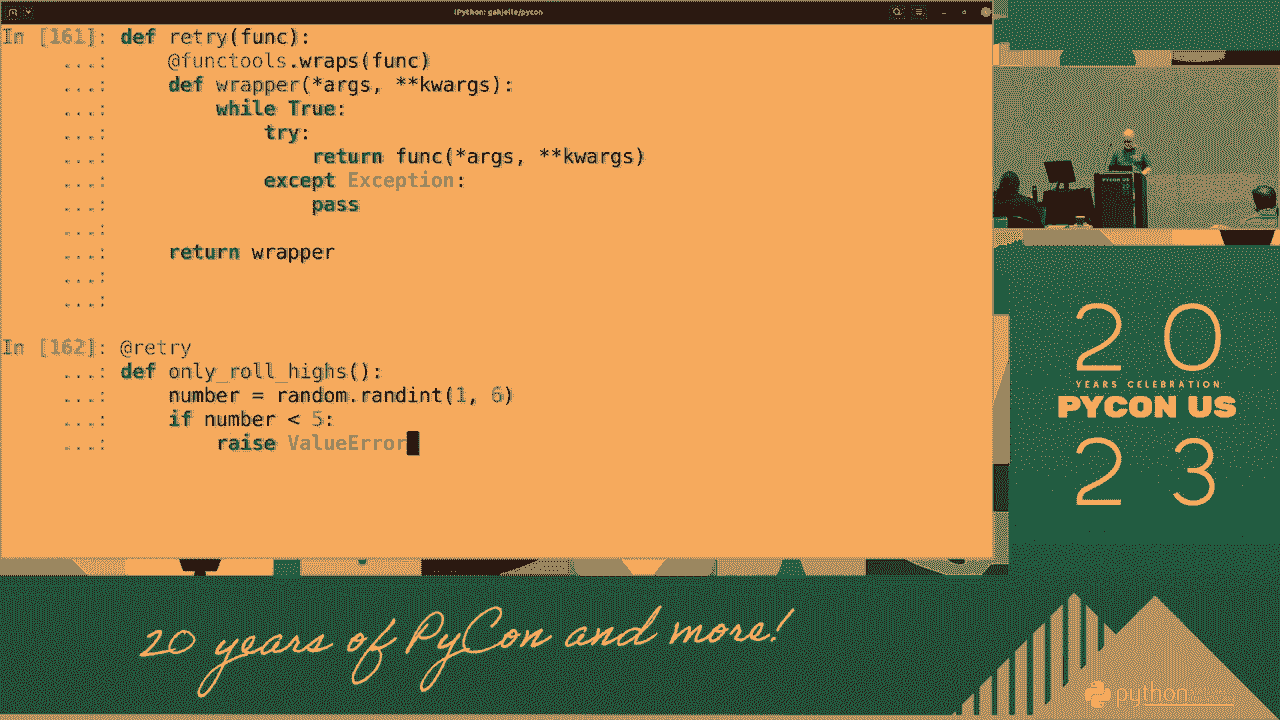 IPython: gahjelle/pycon
In [161]: def retry(func):
...: @functools.wraps(func)
...: def wrapper(*args, **kwargs):
...: while True:
...: try:
...: return func(*args, **kwargs)
...: except Exception:
...: pass
...:
...: return wrapper
...:
...:
In [162]: @retry
...: def only_roll_highs():
...: number = random.randint(1, 6)
...: if number < 5:
...: raise ValueError
PYCON US
20
YEARS CELEBRATION
PYCON US
23
20 years of PyCon and more!
python